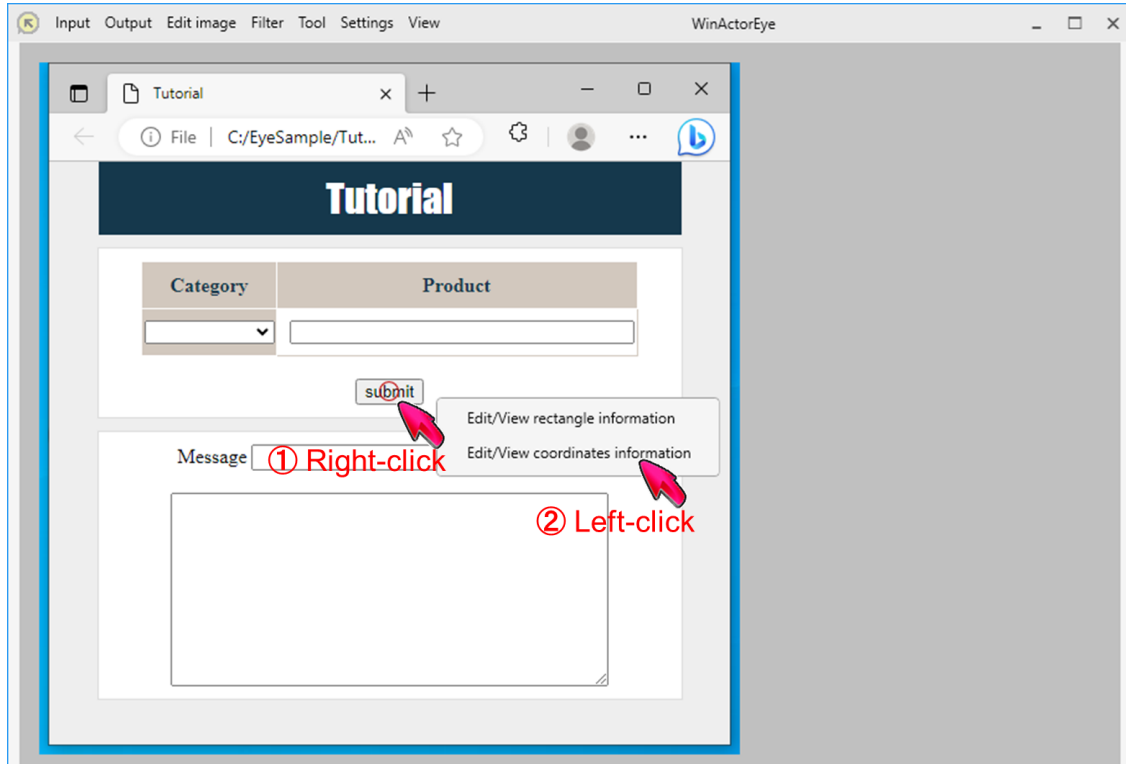 Input Output Edit image Filter Tool Settings View WinActorEye
Tutorial
File | C:/EyeSample/Tut...
Tutorial
Category Product
submit
Edit/View rectangle information
Edit/View coordinates information
Message
① Right-click
② Left-click